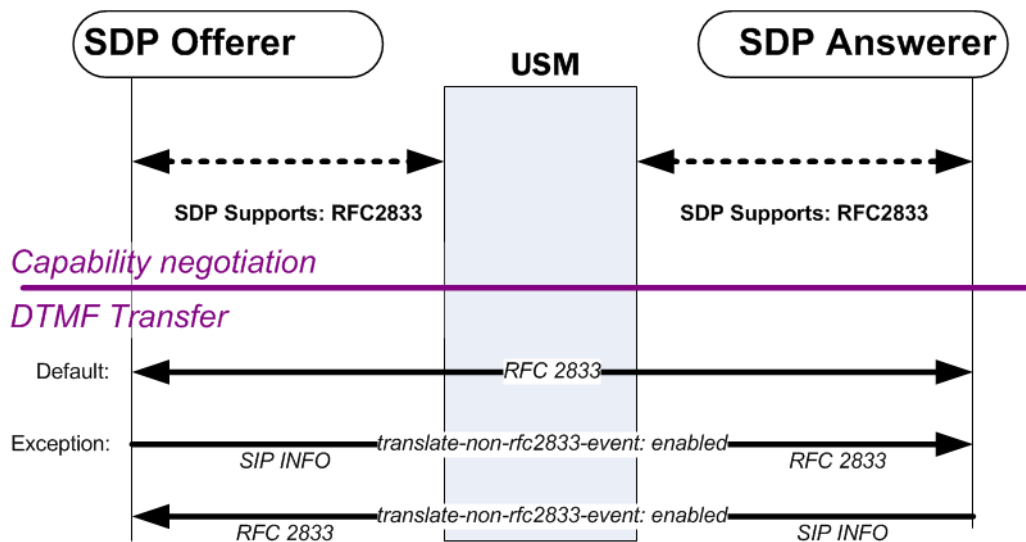 SDP Offerer
SDP Answerer
USM
SDP Supports: RFC2833
SDP Supports: RFC2833
Capability negotiation
DTMF Transfer
Default:
RFC 2833
Exception:
translate-non-rfc2833-event: enabled
SIP INFO
RFC 2833
translate-non-rfc2833-event: enabled
RFC 2833
SIP INFO